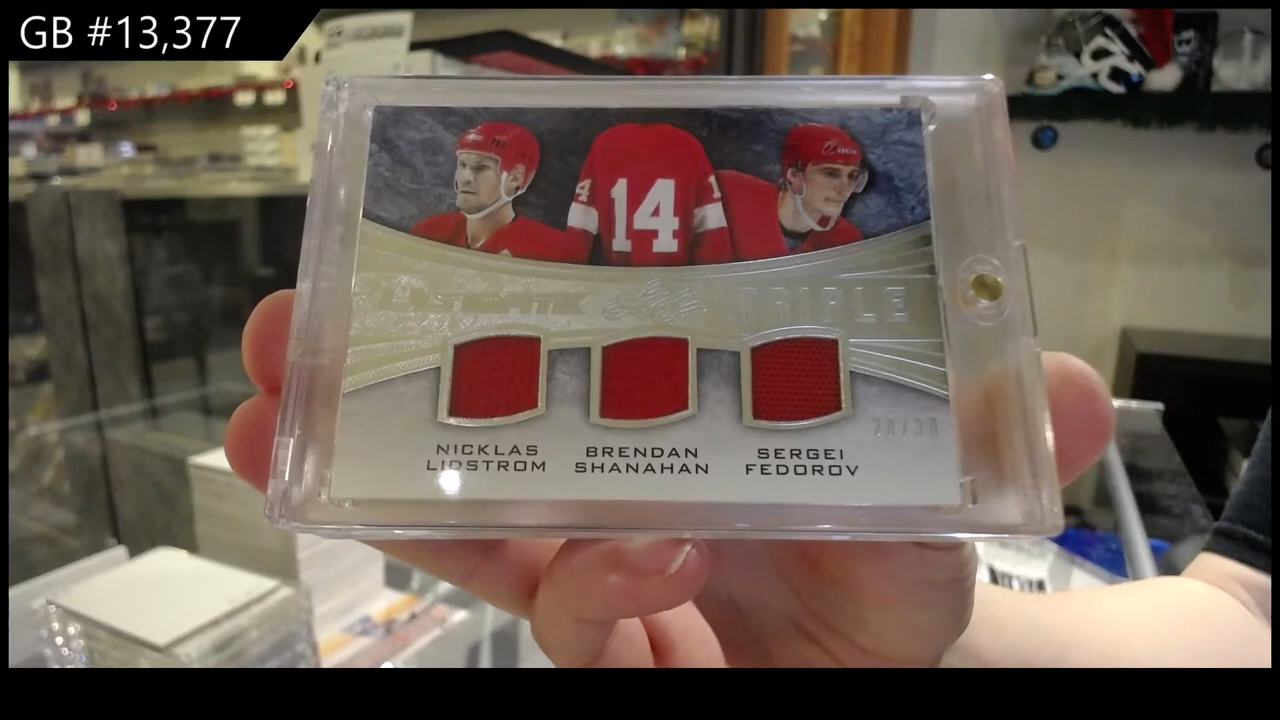 GB #13,377
14
TRIPLE
NICKLAS
LIDSTROM
BRENDAN
SHANAHAN
SERGEI
FEDOROV